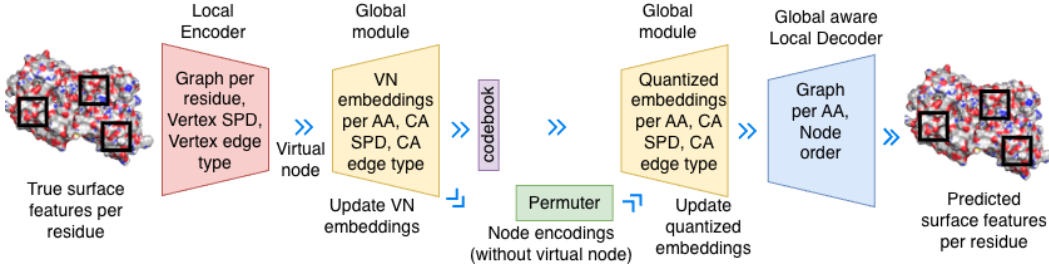 Local
Encoder
Graph per
residue,
Vertex SPD,
Vertex edge
type
True surface
features per
residue
Virtual
node
Global
module
VN
embeddings
per AA, CA
SPD, CA
edge type
Update VN
embeddings
codebook
Permuter
Node encodings
(without virtual node)
Global
module
Quantized
embeddings
per AA, CA
SPD, CA
edge type
Update
quantized
embeddings
Global aware
Local Decoder
Graph
per AA,
Node
order
Predicted
surface features
per residue